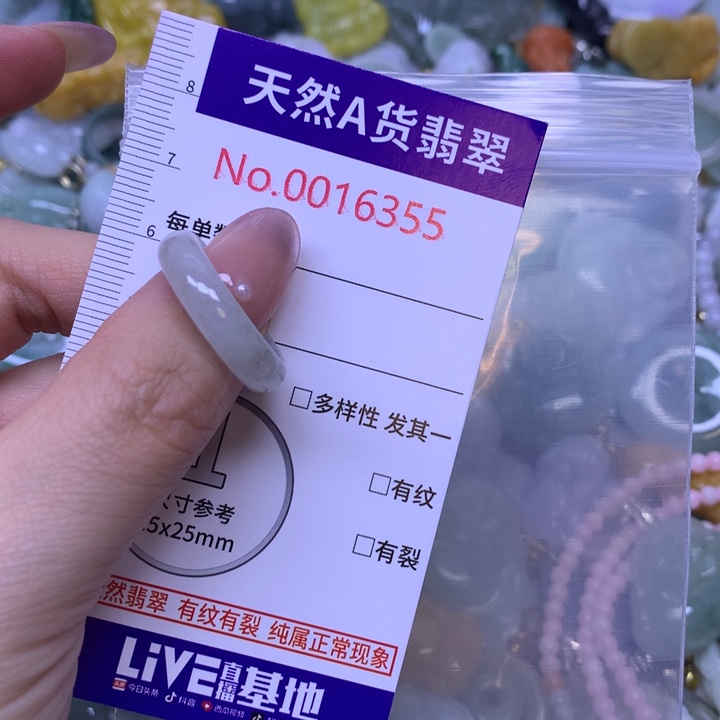 天然A货翡翠
No.0016355
8
7
6
每单
□多样性 发其一
□有纹
□有裂
1
寸参考
5x25mm
然翡翠 有纹有裂 纯属正常现象
LiVE直播基地
今日头条 抖音 西瓜视频